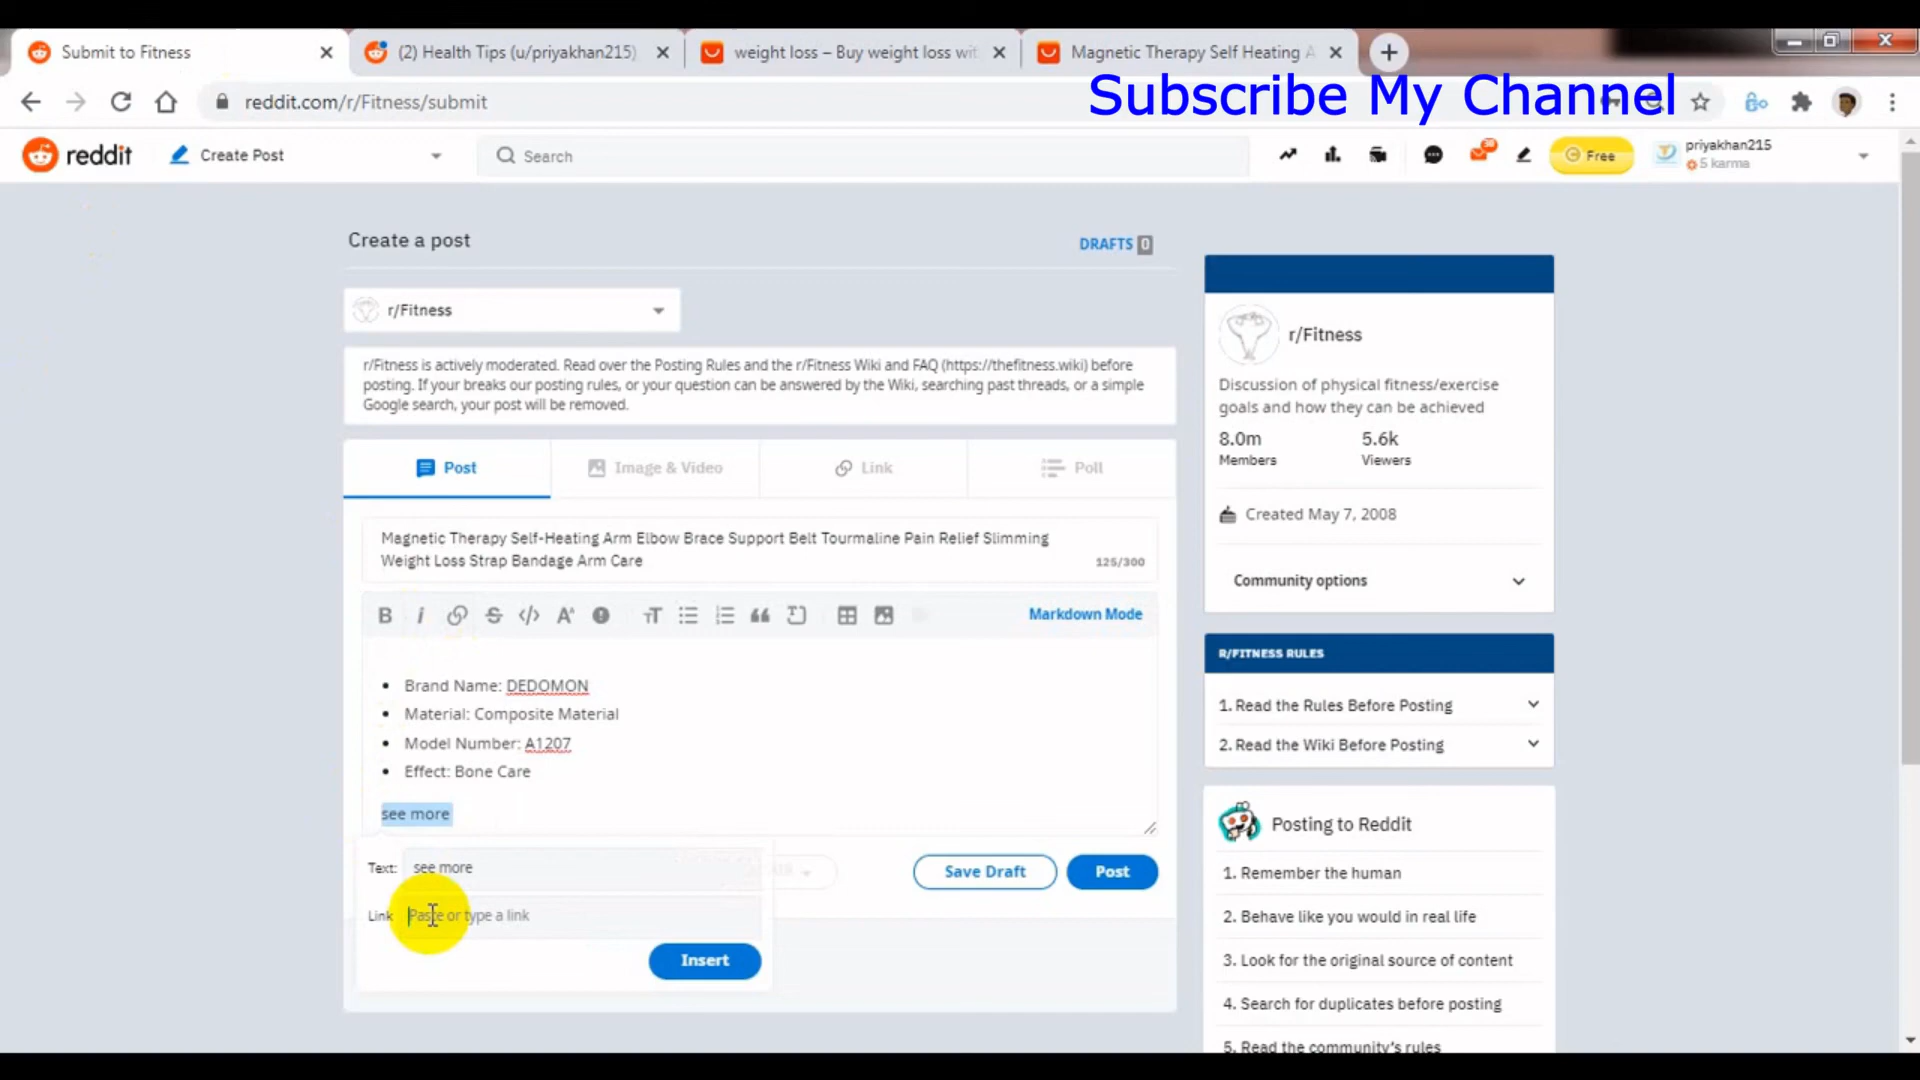 Submit to Fitness
(2) Health Tips (u/priyakhan215)
weight loss – Buy weight loss wit
Magnetic Therapy Self Heating A
reddit.com/r/Fitness/submit
Subscribe My Channel
reddit
Create Post
Search
Free
priyakhan215
5 karma
Create a post
DRAFTS 0
r/Fitness
r/Fitness is actively moderated. Read over the Posting Rules and the r/Fitness Wiki and FAQ (https://thefitness.wiki) before
posting. If your breaks our posting rules, or your question can be answered by the Wiki, searching past threads, or a simple
Google search, your post will be removed.
Post
Image & Video
Link
Poll
Magnetic Therapy Self-Heating Arm Elbow Brace Support Belt Tourmaline Pain Relief Slimming
Weight Loss Strap Bandage Arm Care
125/300
Markdown Mode
• Brand Name: DEDOMON
• Material: Composite Material
• Model Number: A1207
• Effect: Bone Care
see more
Text: see more
Link Paste or type a link
Insert
Save Draft
Post
r/Fitness
Discussion of physical fitness/exercise
goals and how they can be achieved
8.0m
Members
5.6k
Viewers
Created May 7, 2008
Community options
R/FITNESS RULES
1. Read the Rules Before Posting
2. Read the Wiki Before Posting
Posting to Reddit
1. Remember the human
2. Behave like you would in real life
3. Look for the original source of content
4. Search for duplicates before posting
5. Read the community's rules